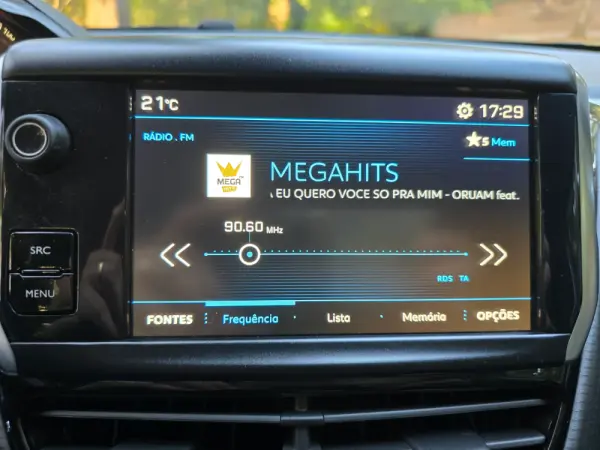 21°C
17:29
RÁDIO . FM
5 Mem
MEGA
HITS
MEGAHITS
EU QUERO VOCE SO PRA MIM - ORUAM feat.
90.60 MHz
RDS TA
SRC
MENU
FONTES Frequência Lista Memória OPÇÕES